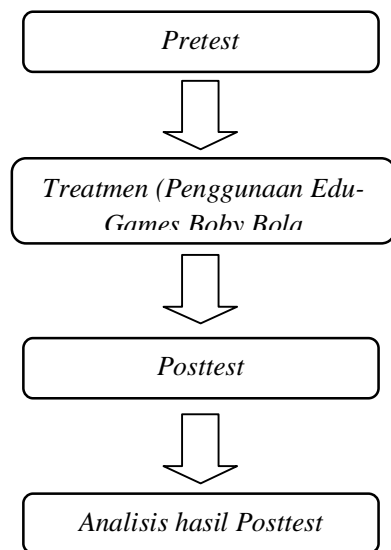 Pretest
Treatmen (Penggunaan Edu-
Games Boby Bola
Posttest
Analisis hasil Posttest